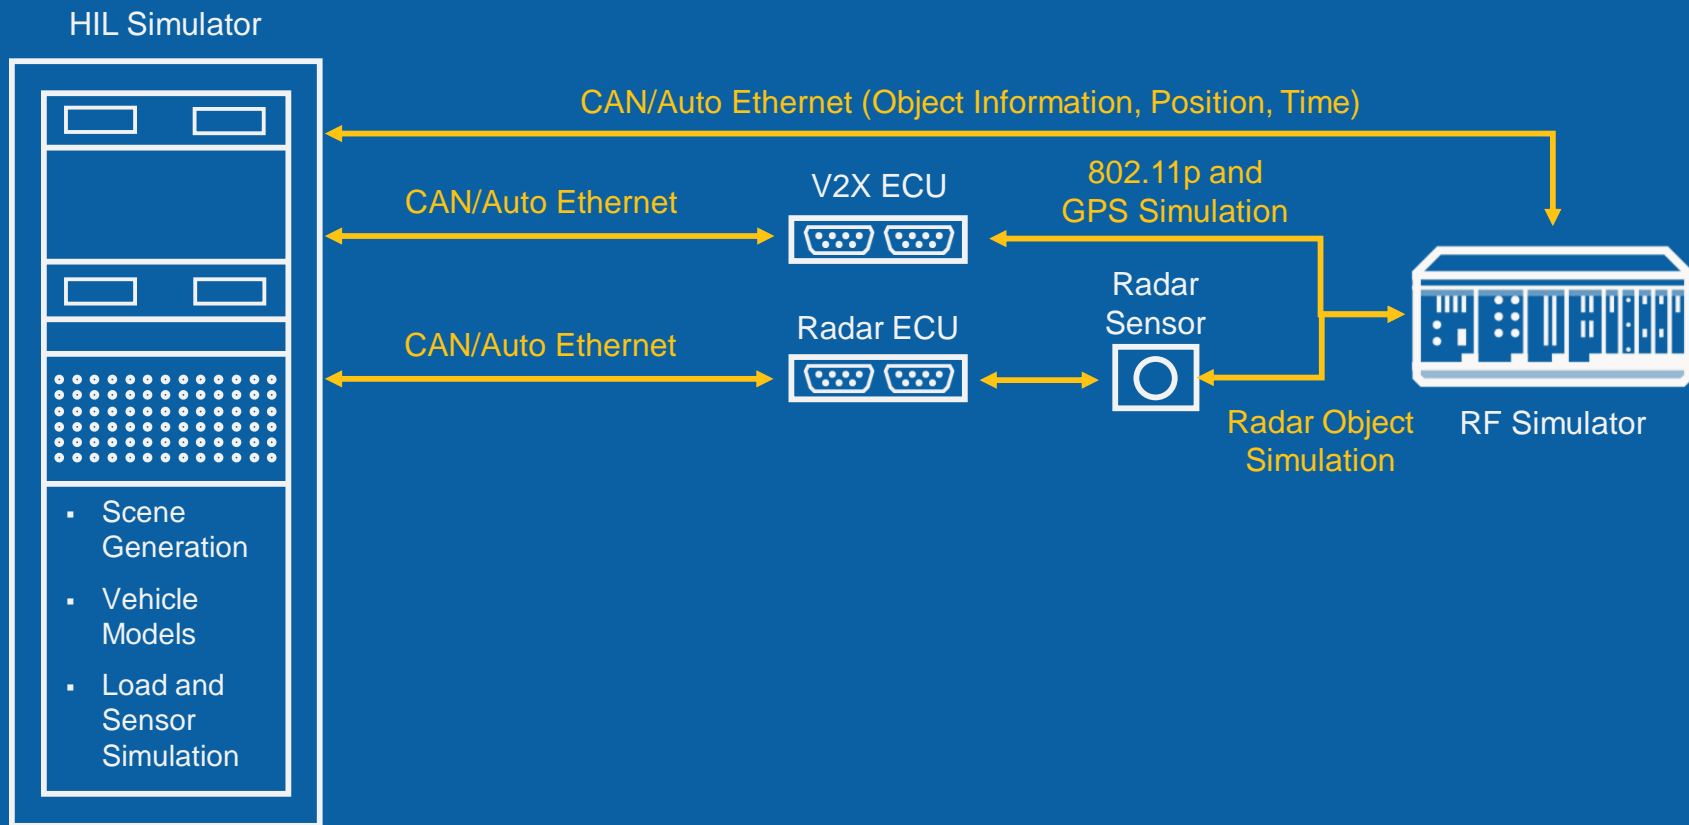 HIL Simulator
CAN/Auto Ethernet (Object Information, Position, Time)
CAN/Auto Ethernet
V2X ECU
802.11p and
GPS Simulation
CAN/Auto Ethernet
Radar ECU
Radar
Sensor
Radar Object
Simulation
RF Simulator
▪ Scene
Generation
▪ Vehicle
Models
▪ Load and
Sensor
Simulation